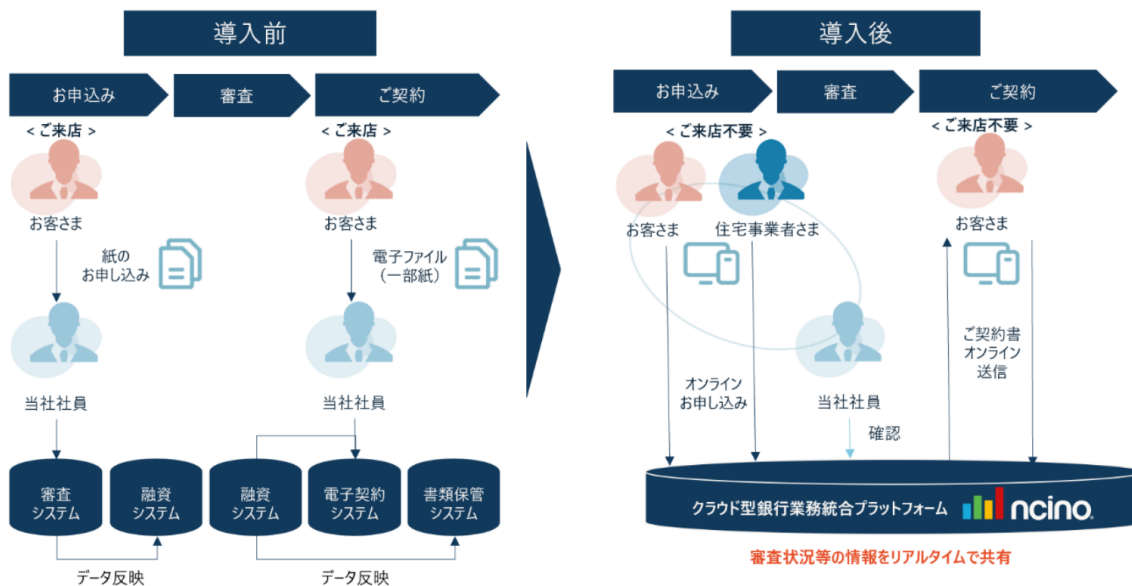 導入前
お申込み
審査
ご契約
< ご来店 >
< ご来店 >
お客さま
お客さま
紙の
お申し込み
電子ファイル
（一部紙）
当社社員
当社社員
審査
システム
融資
システム
融資
システム
電子契約
システム
書類保管
システム
データ反映
データ反映
導入後
お申込み
審査
ご契約
< ご来店不要 >
< ご来店不要 >
お客さま
住宅事業者さま
お客さま
オンライン
お申し込み
当社社員
確認
ご契約書
オンライン
送信
クラウド型銀行業務統合プラットフォーム
ncino
審査状況等の情報をリアルタイムで共有